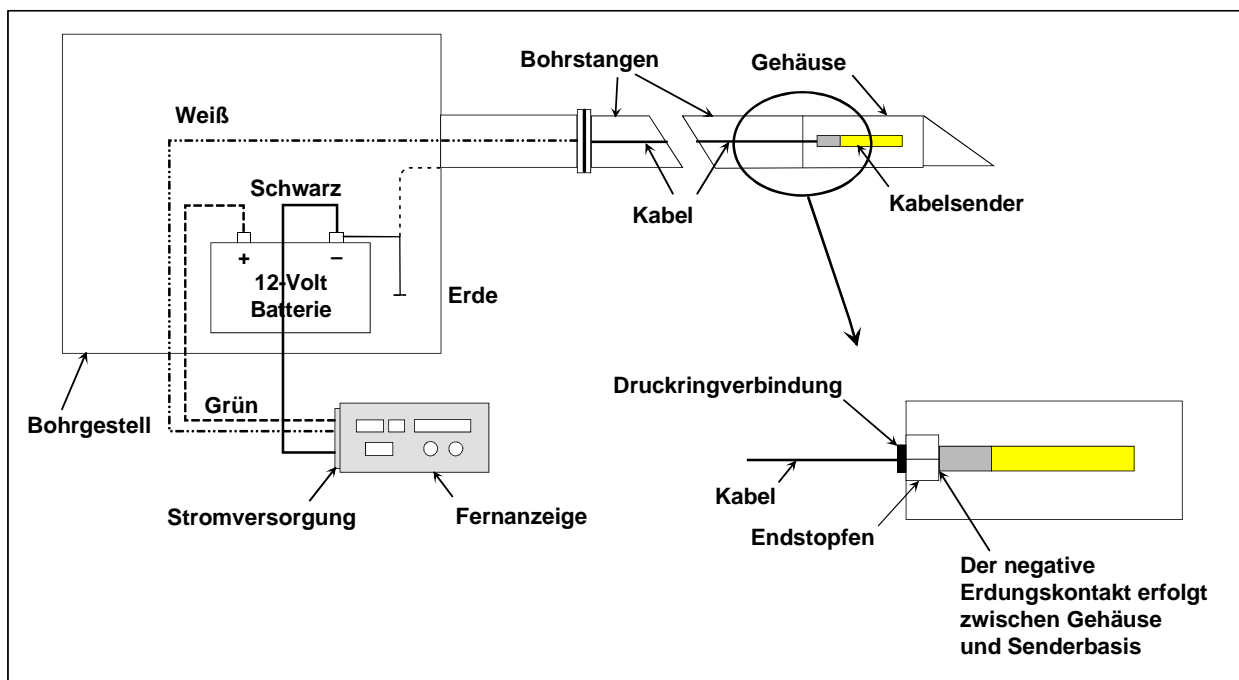 Bohrstangen
Gehäuse
Weiß
Schwarz
Kabel
Kabelsender
+
–
12-Volt
Batterie
Erde
Druckringverbindung
Grün
Bohrgestell
Kabel
Stromversorgung
Fernanzeige
Endstopfen
Der negative
Erdungskontakt erfolgt
zwischen Gehäuse
und Senderbasis